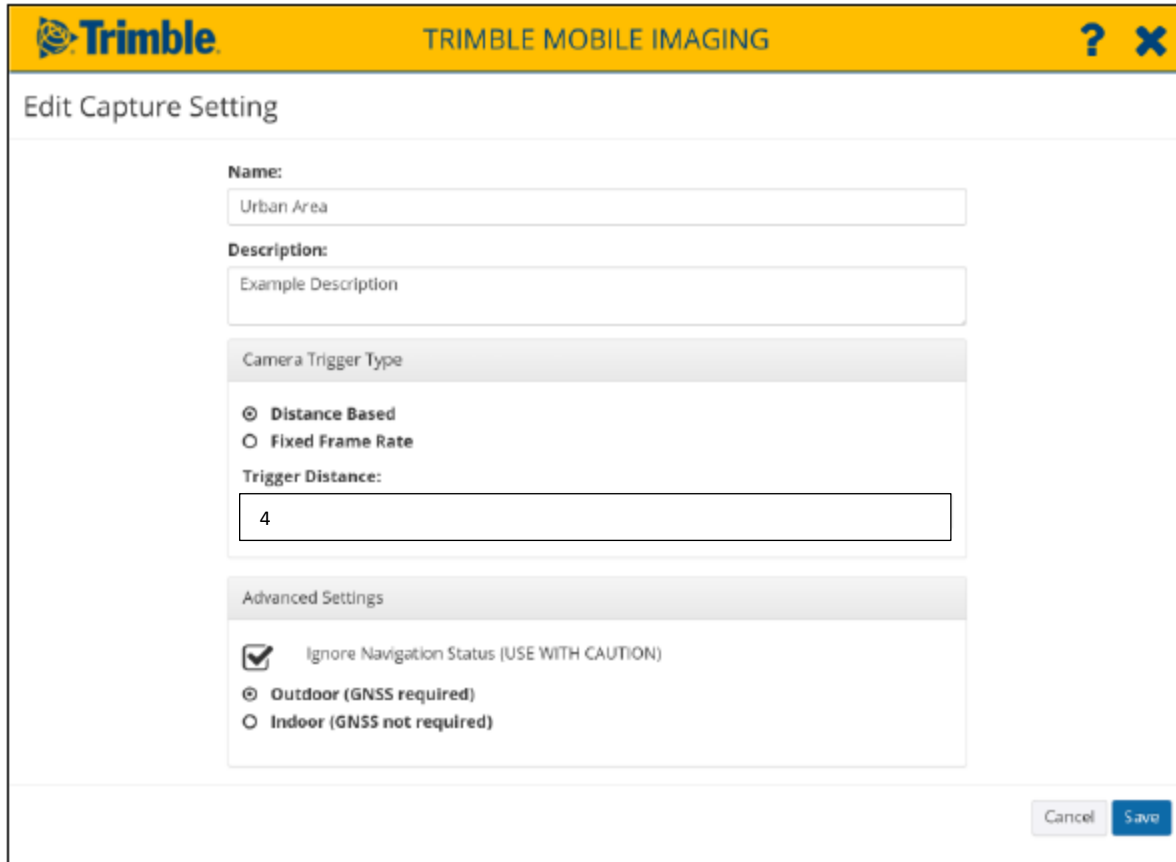 Trimble.
TRIMBLE MOBILE IMAGING
?
Edit Capture Setting
Name:
Urban Area
Description:
Example Description
Camera Trigger Type
Distance Based
Fixed Frame Rate
Trigger Distance:
4
Advanced Settings
Ignore Navigation Status (USE WITH CAUTION)
Outdoor (GNSS required)
Indoor (GNSS not required)
Cancel Save